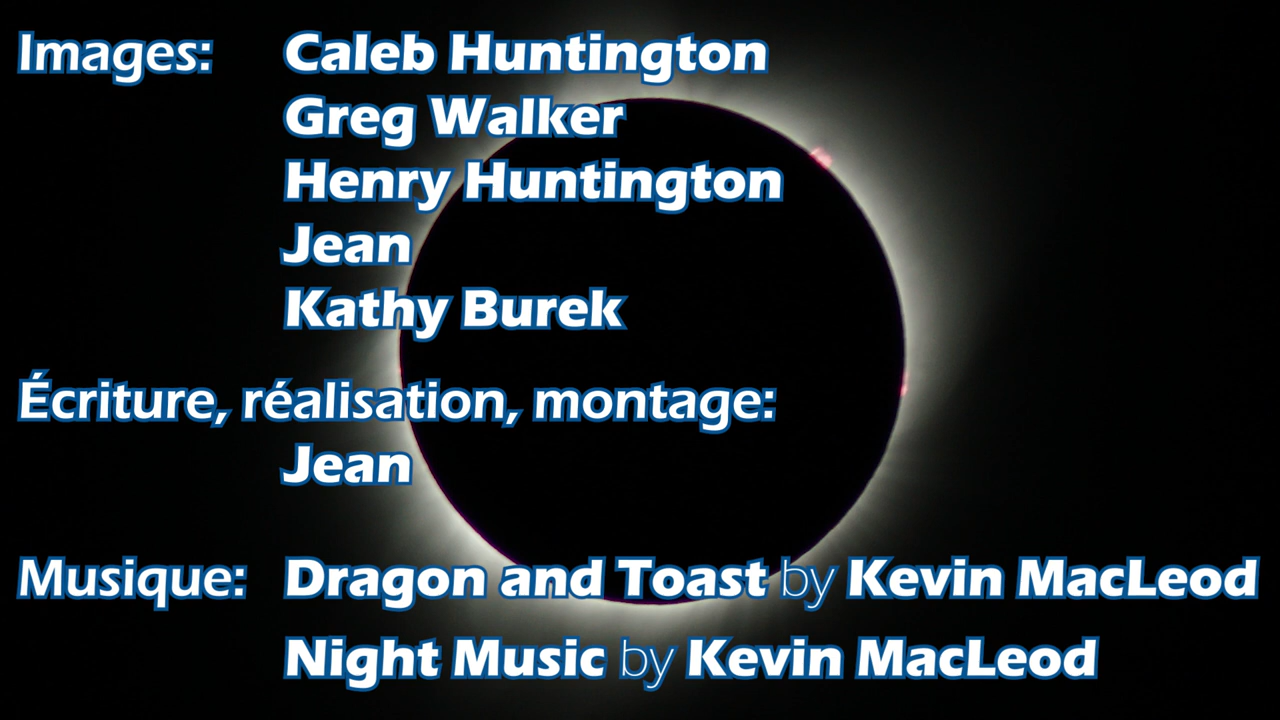 Images: Caleb Huntington
Greg Walker
Henry Huntington
Jean
Kathy Burek
Écriture, réalisation, montage:
Jean
Musique: Dragon and Toast by Kevin MacLeod
Night Music by Kevin MacLeod